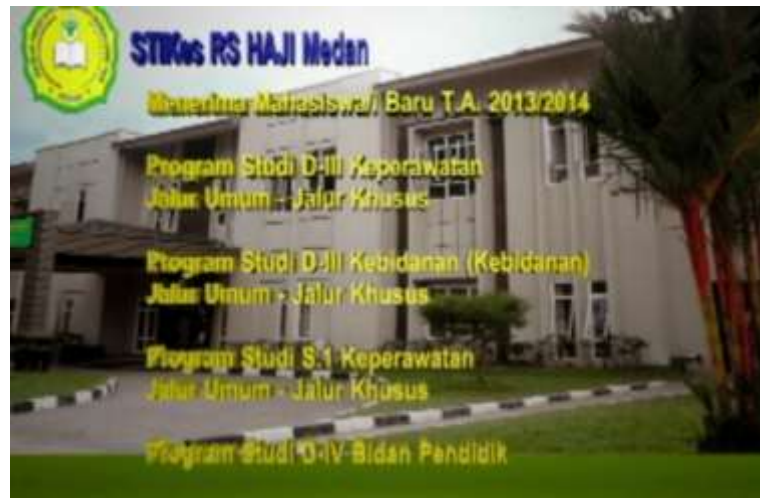 STIKes RS HAJI Medan
Menerima Mahasiswa/i Baru T.A. 2013/2014
Program Studi D-III Keperawatan
Jalur Umum - Jalur Khusus
Program Studi D-III Kebidanan (Kebidanan)
Jalur Umum - Jalur Khusus
Program Studi S.1 Keperawatan
Jalur Umum - Jalur Khusus
Program Studi D-IV Bidan Pendidik